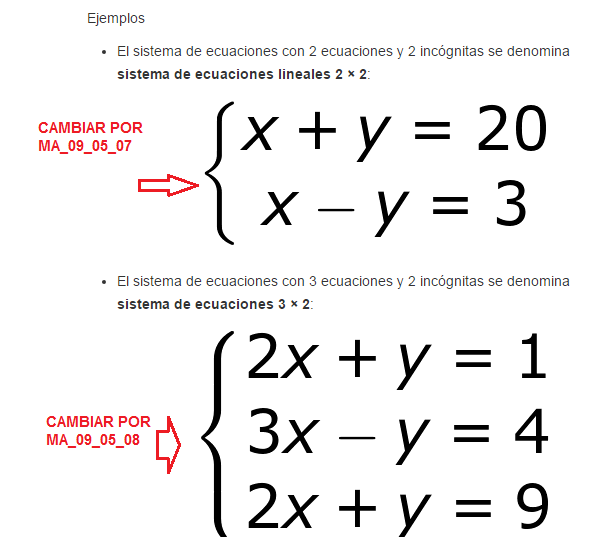 Ejemplos
• El sistema de ecuaciones con 2 ecuaciones y 2 incógnitas se denomina
sistema de ecuaciones lineales 2 × 2:
CAMBIAR POR
MA_09_05_07
x + y = 20
x − y = 3
• El sistema de ecuaciones con 3 ecuaciones y 2 incógnitas se denomina
sistema de ecuaciones 3 × 2:
CAMBIAR POR
MA_09_05_08
2x + y = 1
3x − y = 4
2x + y = 9